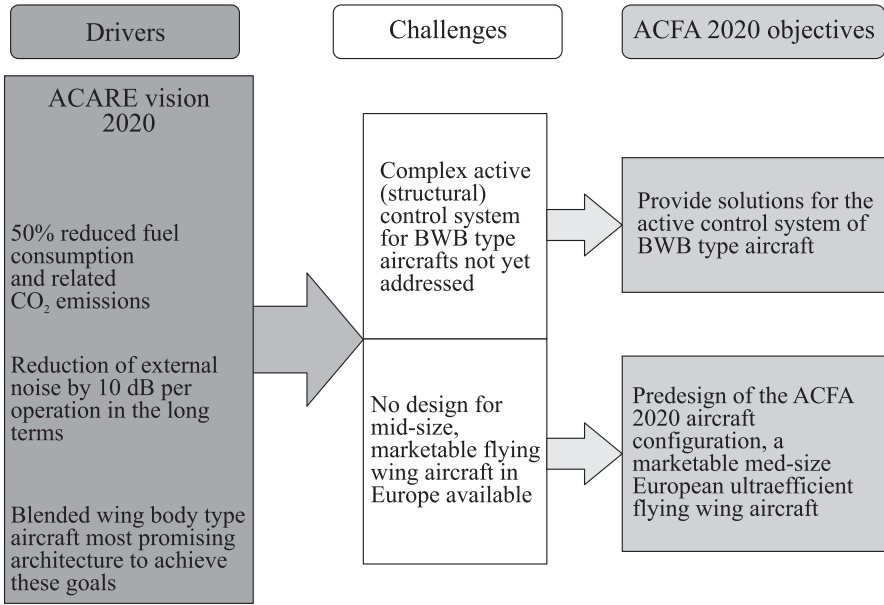 Drivers
Challenges
ACFA 2020 objectives
ACARE vision
2020
50% reduced fuel
consumption
and related
CO₂ emissions
Reduction of external
noise by 10 dB per
operation in the long
terms
Blended wing body type
aircraft most promising
architecture to achieve
these goals
Complex active
(structural)
control system
for BWB type
aircrafts not yet
addressed
No design for
mid-size,
marketable flying
wing aircraft in
Europe available
Provide solutions for the
active control system of
BWB type aircraft
Predesign of the ACFA
2020 aircraft
configuration, a
marketable med-size
European ultraefficient
flying wing aircraft